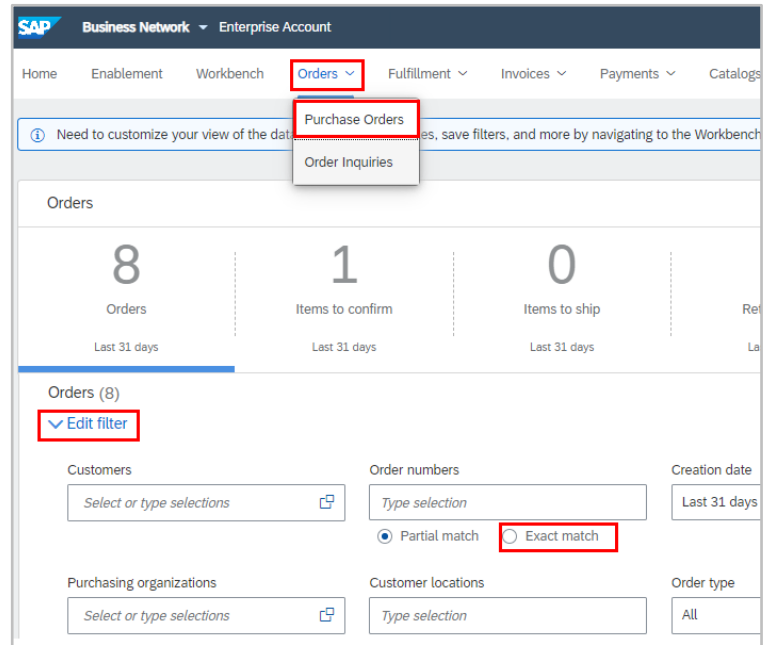 SAP Business Network Enterprise Account
Home Enablement Workbench Orders Fulfillment Invoices Payments Catalogs
Purchase Orders
Need to customize your view of the es, save filters, and more by navigating to the Workbench
Order Inquiries
Orders
8 1 0
Orders Items to confirm Items to ship
Last 31 days Last 31 days Last 31 days
Orders (8)
Edit filter
Customers Order numbers Creation date
Select or type selections Type selection Last 31 days
Partial match Exact match
Purchasing organizations Customer locations Order type
Select or type selections Type selection All